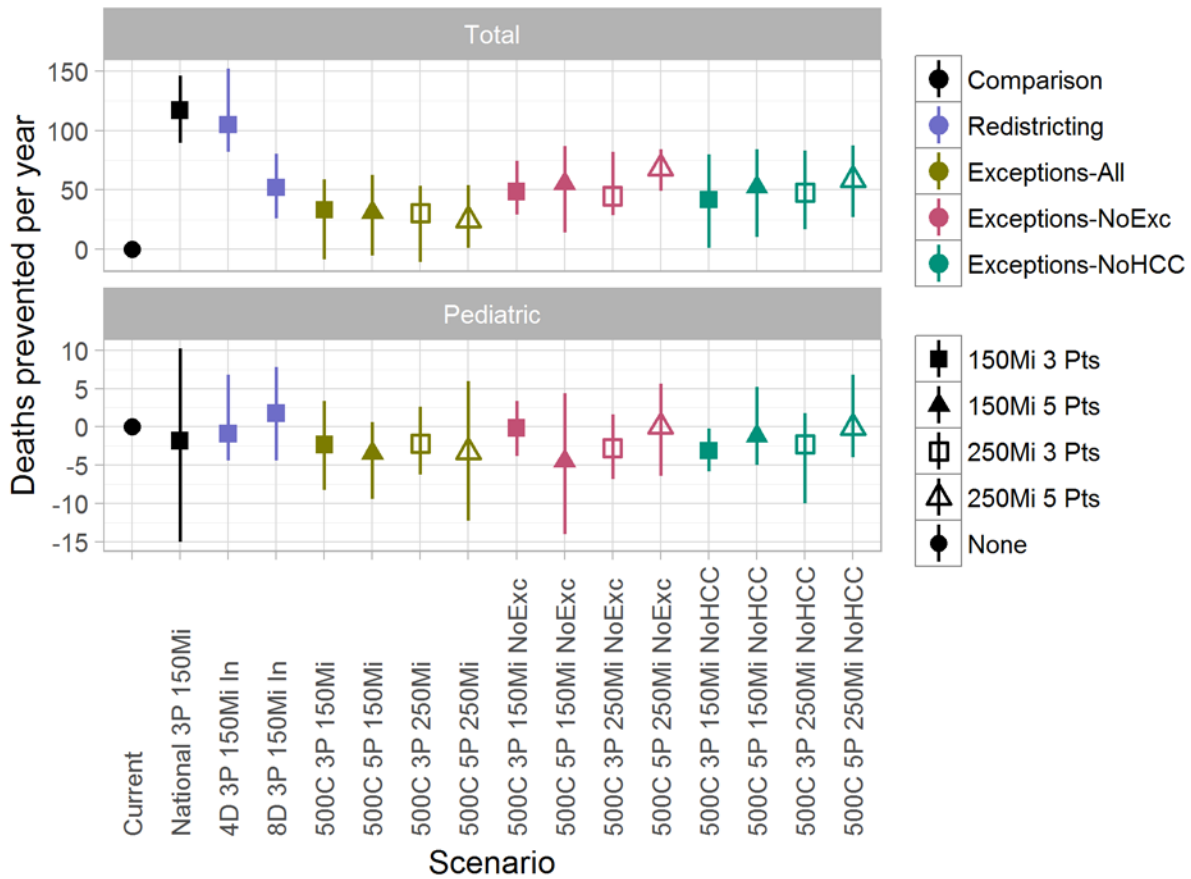 Total
150
100
50
0
Pediatric
10
5
0
-5
-10
-15
Deaths prevented per year
Current
National 3P 150Mi
4D 3P 150Mi In
8D 3P 150Mi In
500C 3P 150Mi
500C 5P 150Mi
500C 3P 250Mi
500C 5P 250Mi
500C 3P 150Mi NoExc
500C 5P 150Mi NoExc
500C 3P 250Mi NoExc
500C 5P 250Mi NoExc
500C 3P 150Mi NoHCC
500C 5P 150Mi NoHCC
500C 3P 250Mi NoHCC
500C 5P 250Mi NoHCC
Scenario
Comparison
Redistricting
Exceptions-All
Exceptions-NoExc
Exceptions-NoHCC
150Mi 3 Pts
150Mi 5 Pts
250Mi 3 Pts
250Mi 5 Pts
None